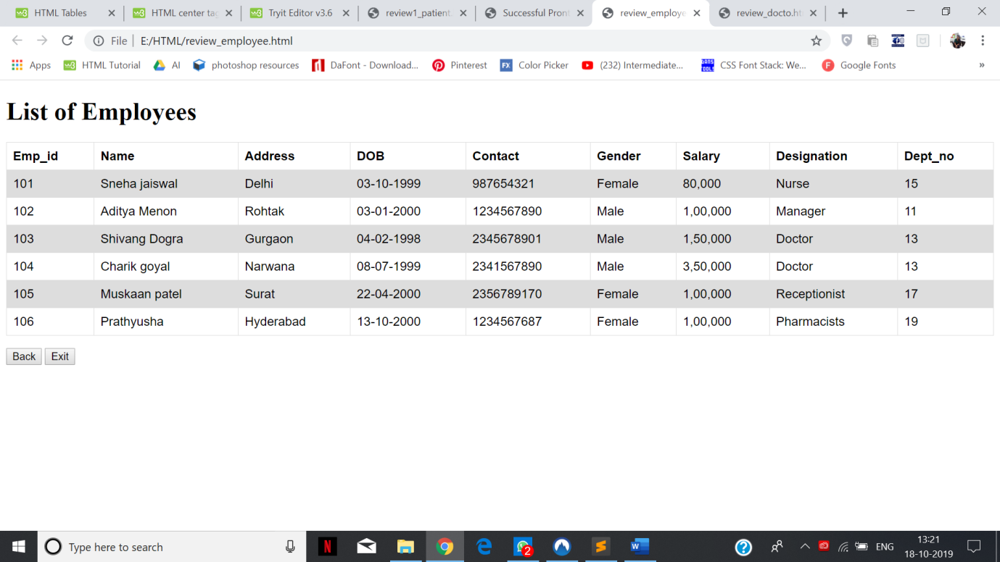 HTML Tables HTML center tag Tryit Editor v3.6 review1_patient. Successful Pront review_employe review_docto.ht
File E:/HTML/review_employee.html
Apps HTML Tutorial AI photoshop resources DaFont - Download... Pinterest FX Color Picker (232) Intermediate... CSS Font Stack: We... F Google Fonts »
List of Employees
Emp_id Name Address DOB Contact Gender Salary Designation Dept_no
101 Sneha jaiswal Delhi 03-10-1999 987654321 Female 80,000 Nurse 15
102 Aditya Menon Rohtak 03-01-2000 1234567890 Male 1,00,000 Manager 11
103 Shivang Dogra Gurgaon 04-02-1998 2345678901 Male 1,50,000 Doctor 13
104 Charik goyal Narwana 08-07-1999 2341567890 Male 3,50,000 Doctor 13
105 Muskaan patel Surat 22-04-2000 2356789170 Female 1,00,000 Receptionist 17
106 Prathyusha Hyderabad 13-10-2000 1234567687 Female 1,00,000 Pharmacists 19
Back Exit
Type here to search N 2 W ? ENG 13:21
18-10-2019